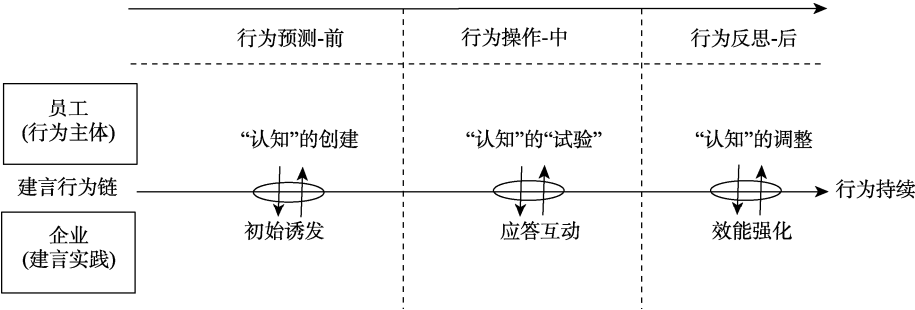 行为预测-前
行为操作-中
行为反思-后
员工
(行为主体)
“认知”的创建
“认知”的“试验”
“认知”的调整
建言行为链
行为持续
企业
(建言实践)
初始诱发
应答互动
效能强化